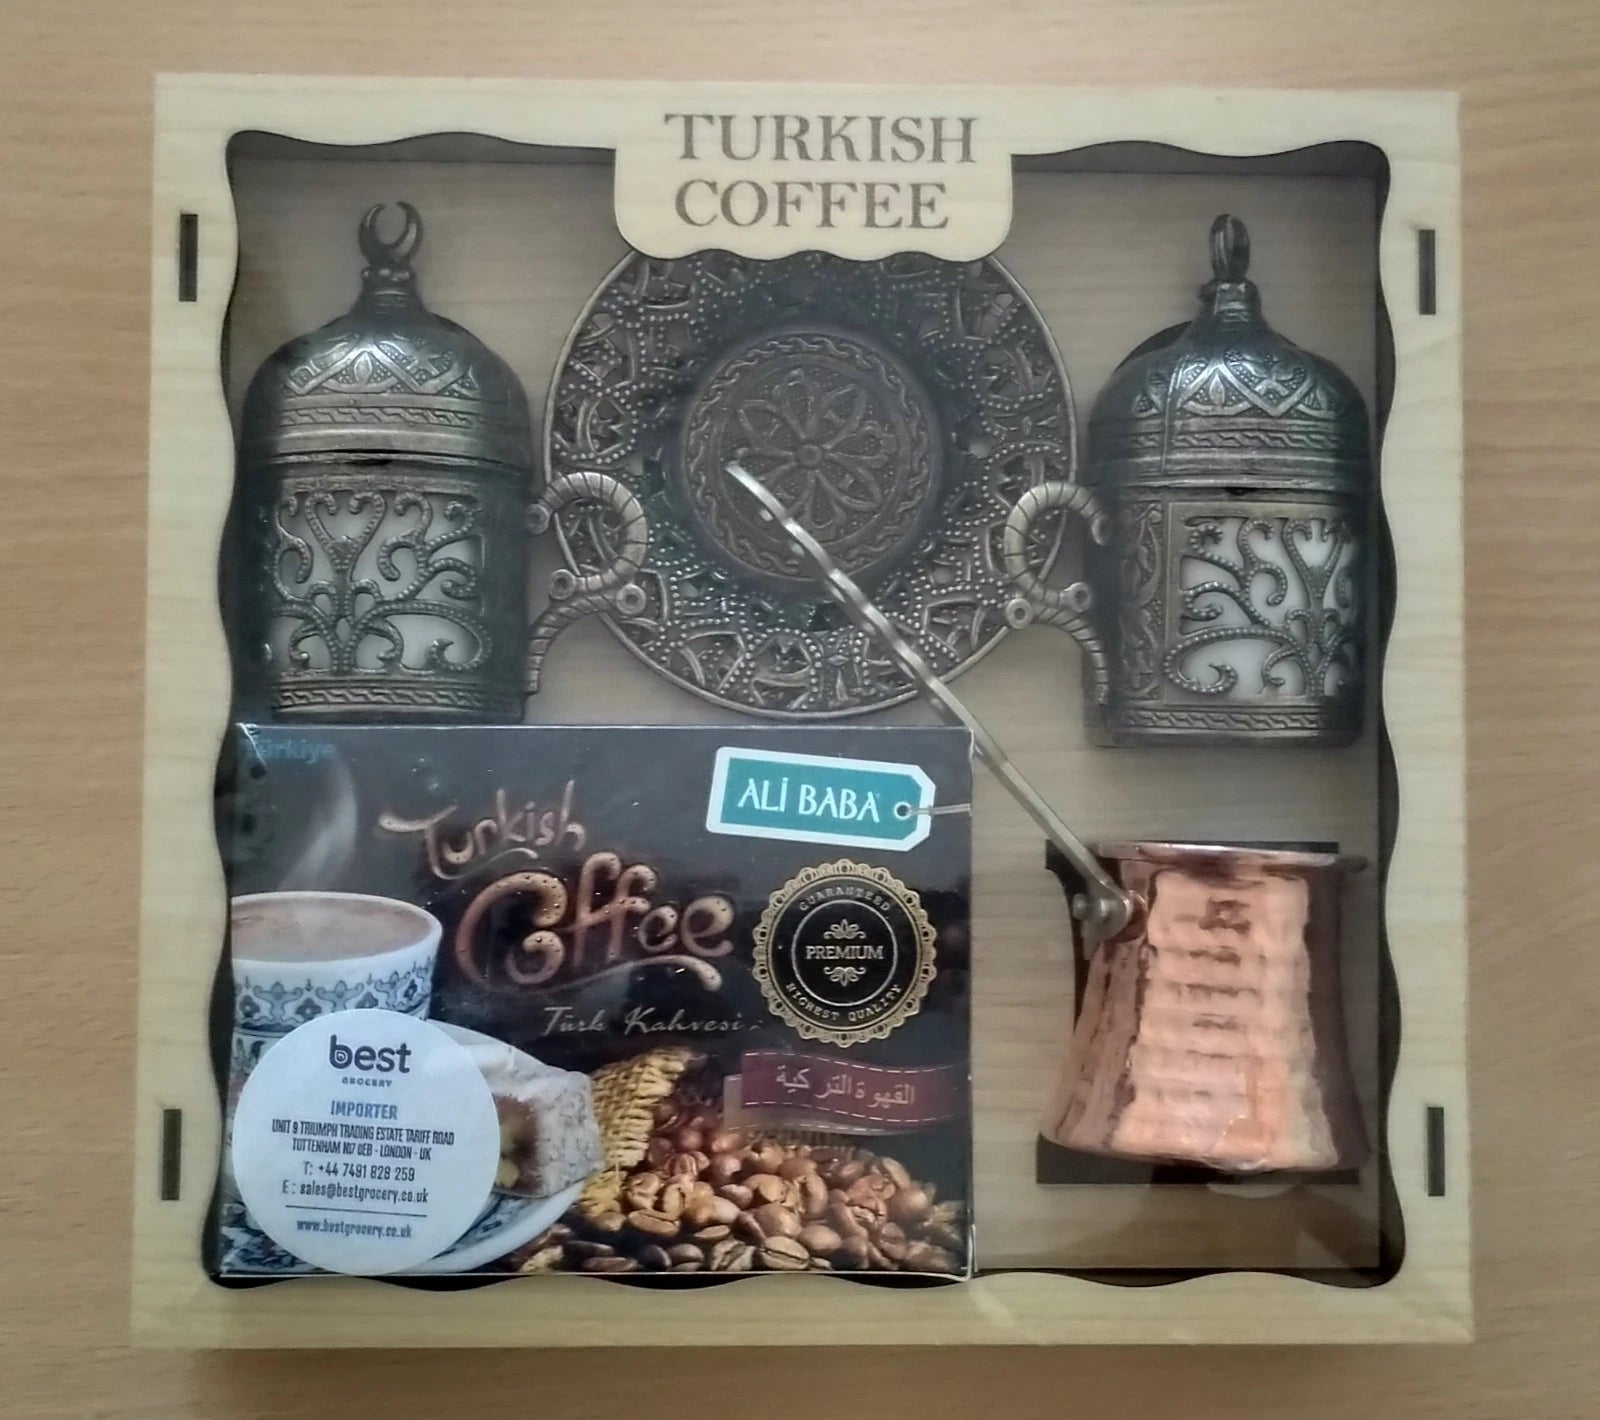 TURKISH
COFFEE
Türkiye
ALİ BABA
Turkish
Coffee
Türk Kahvesi
GUARANTEED
PREMIUM
HIGHEST QUALITY
القهوة التركية
best
GROCERY
IMPORTER
UNIT 9 TRIUMPH TRADING ESTATE TARIFF ROAD
TOTTENHAM N17 0EB - LONDON - UK
T: +44 7491 828 259
E : sales@bestgrocery.co.uk
www.bestgrocery.co.uk